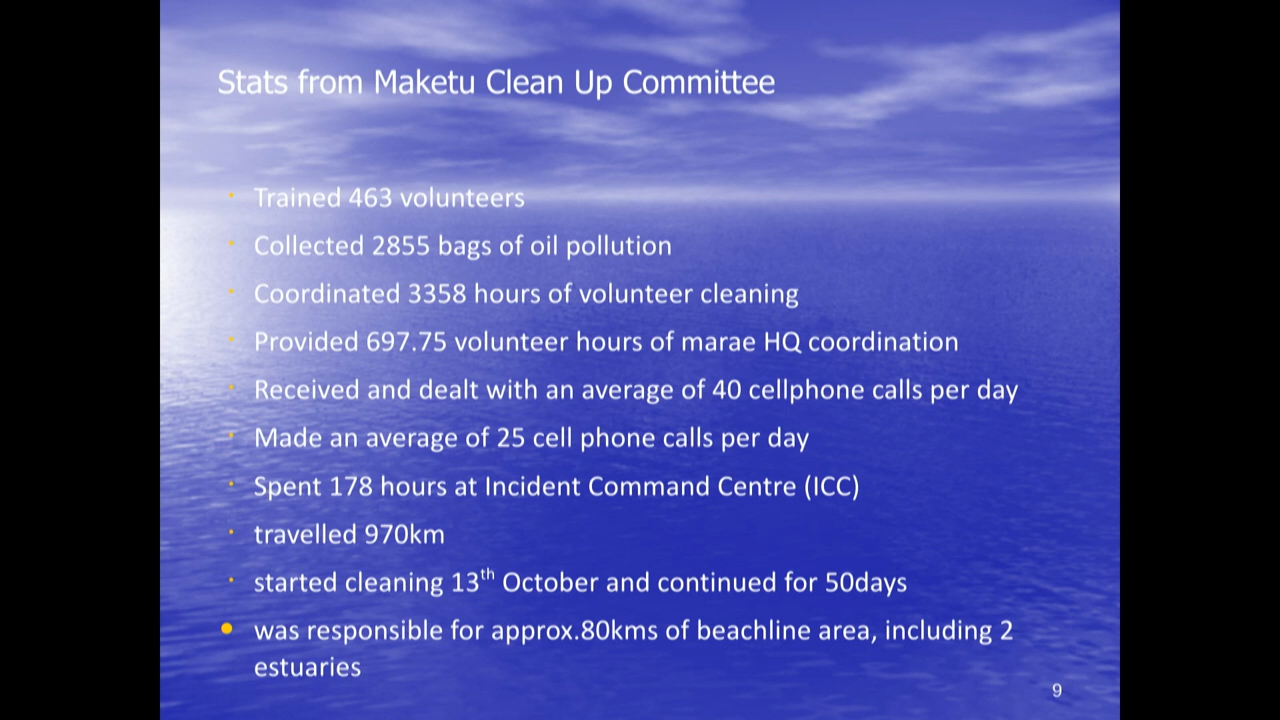 Stats from Maketu Clean Up Committee
Trained 463 volunteers
Collected 2855 bags of oil pollution
Coordinated 3358 hours of volunteer cleaning
Provided 697.75 volunteer hours of marae HQ coordination
Received and dealt with an average of 40 cellphone calls per day
Made an average of 25 cell phone calls per day
Spent 178 hours at Incident Command Centre (ICC)
travelled 970km
started cleaning 13th October and continued for 50days
was responsible for approx.80kms of beachline area, including 2
estuaries
9